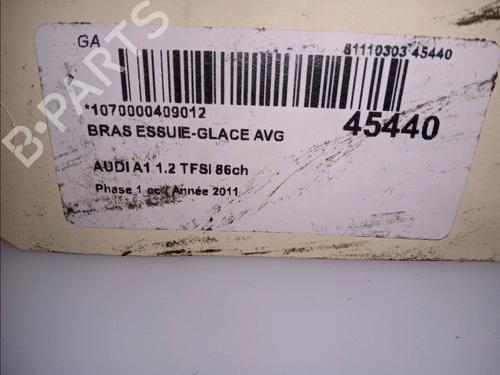 GA
81110303 45440
*1070000409012
BRAS ESSUIE-GLACE AVG
45440
AUDI A1 1.2 TFSI 86ch
Phase 1 cc / Année 2011
B-PARTS